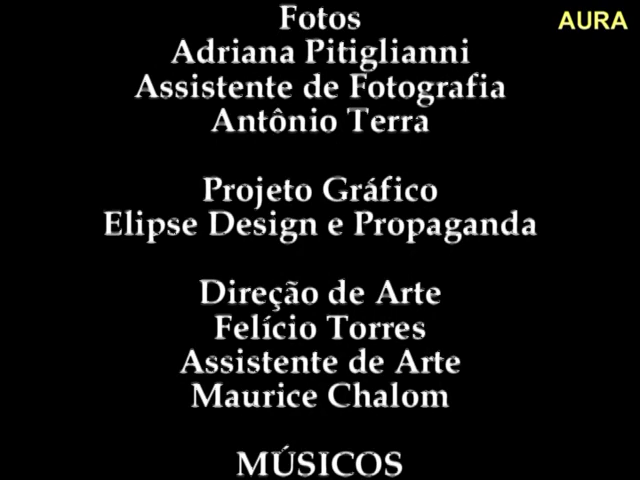 Fotos
AURA
Adriana Pitiglianni
Assistente de Fotografia
Antônio Terra
Projeto Gráfico
Elipse Design e Propaganda
Direção de Arte
Felício Torres
Assistente de Arte
Maurice Chalom
MÚSICOS